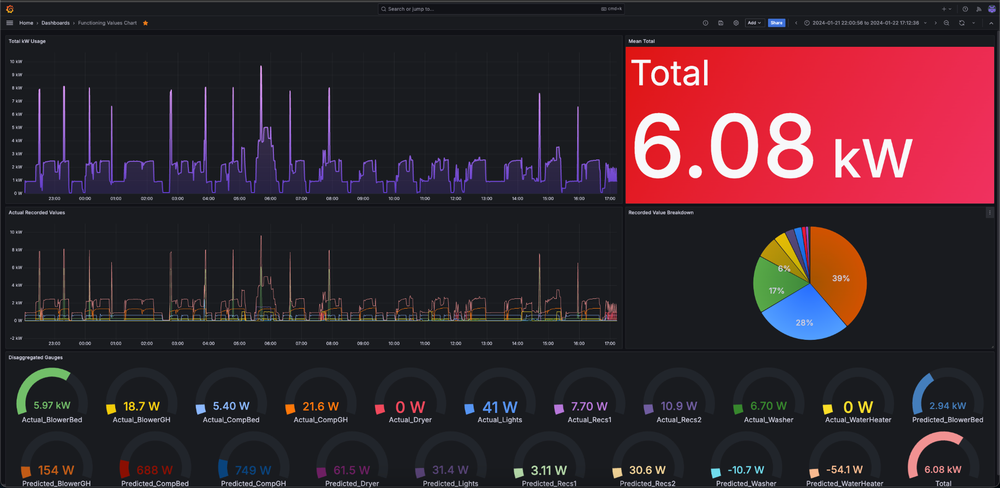 Search or jump to...
cmd+k
Home › Dashboards › Functioning Values Chart
Add
Share
2024-01-21 22:00:56 to 2024-01-22 17:12:36
Total kW Usage
10 kW
9 kW
8 kW
7 kW
6 kW
5 kW
4 kW
3 kW
2 kW
1 kW
0 W
23:00 00:00 01:00 02:00 03:00 04:00 05:00 06:00 07:00 08:00 09:00 10:00 11:00 12:00 13:00 14:00 15:00 16:00 17:00
Mean Total
Total
6.08 kW
Actual Recorded Values
10 kW
8 kW
6 kW
4 kW
2 kW
0 W
-2 kW
23:00 00:00 01:00 02:00 03:00 04:00 05:00 06:00 07:00 08:00 09:00 10:00 11:00 12:00 13:00 14:00 15:00 16:00 17:00
Recorded Value Breakdown
6%
39%
17%
28%
Disaggregated Gauges
5.97 kW 18.7 W 5.40 W 21.6 W 0 W 41 W 7.70 W 10.9 W 6.70 W 0 W 2.94 kW
Actual_BlowerBed Actual_BlowerGH Actual_CompBed Actual_CompGH Actual_Dryer Actual_Lights Actual_Recs1 Actual_Recs2 Actual_Washer Actual_WaterHeater Predicted_BlowerBed
154 W 688 W 749 W 61.5 W 31.4 W 3.11 W 30.6 W -10.7 W -54.1 W 6.08 kW
Predicted_BlowerGH Predicted_CompBed Predicted_CompGH Predicted_Dryer Predicted_Lights Predicted_Recs1 Predicted_Recs2 Predicted_Washer Predicted_WaterHeater Total